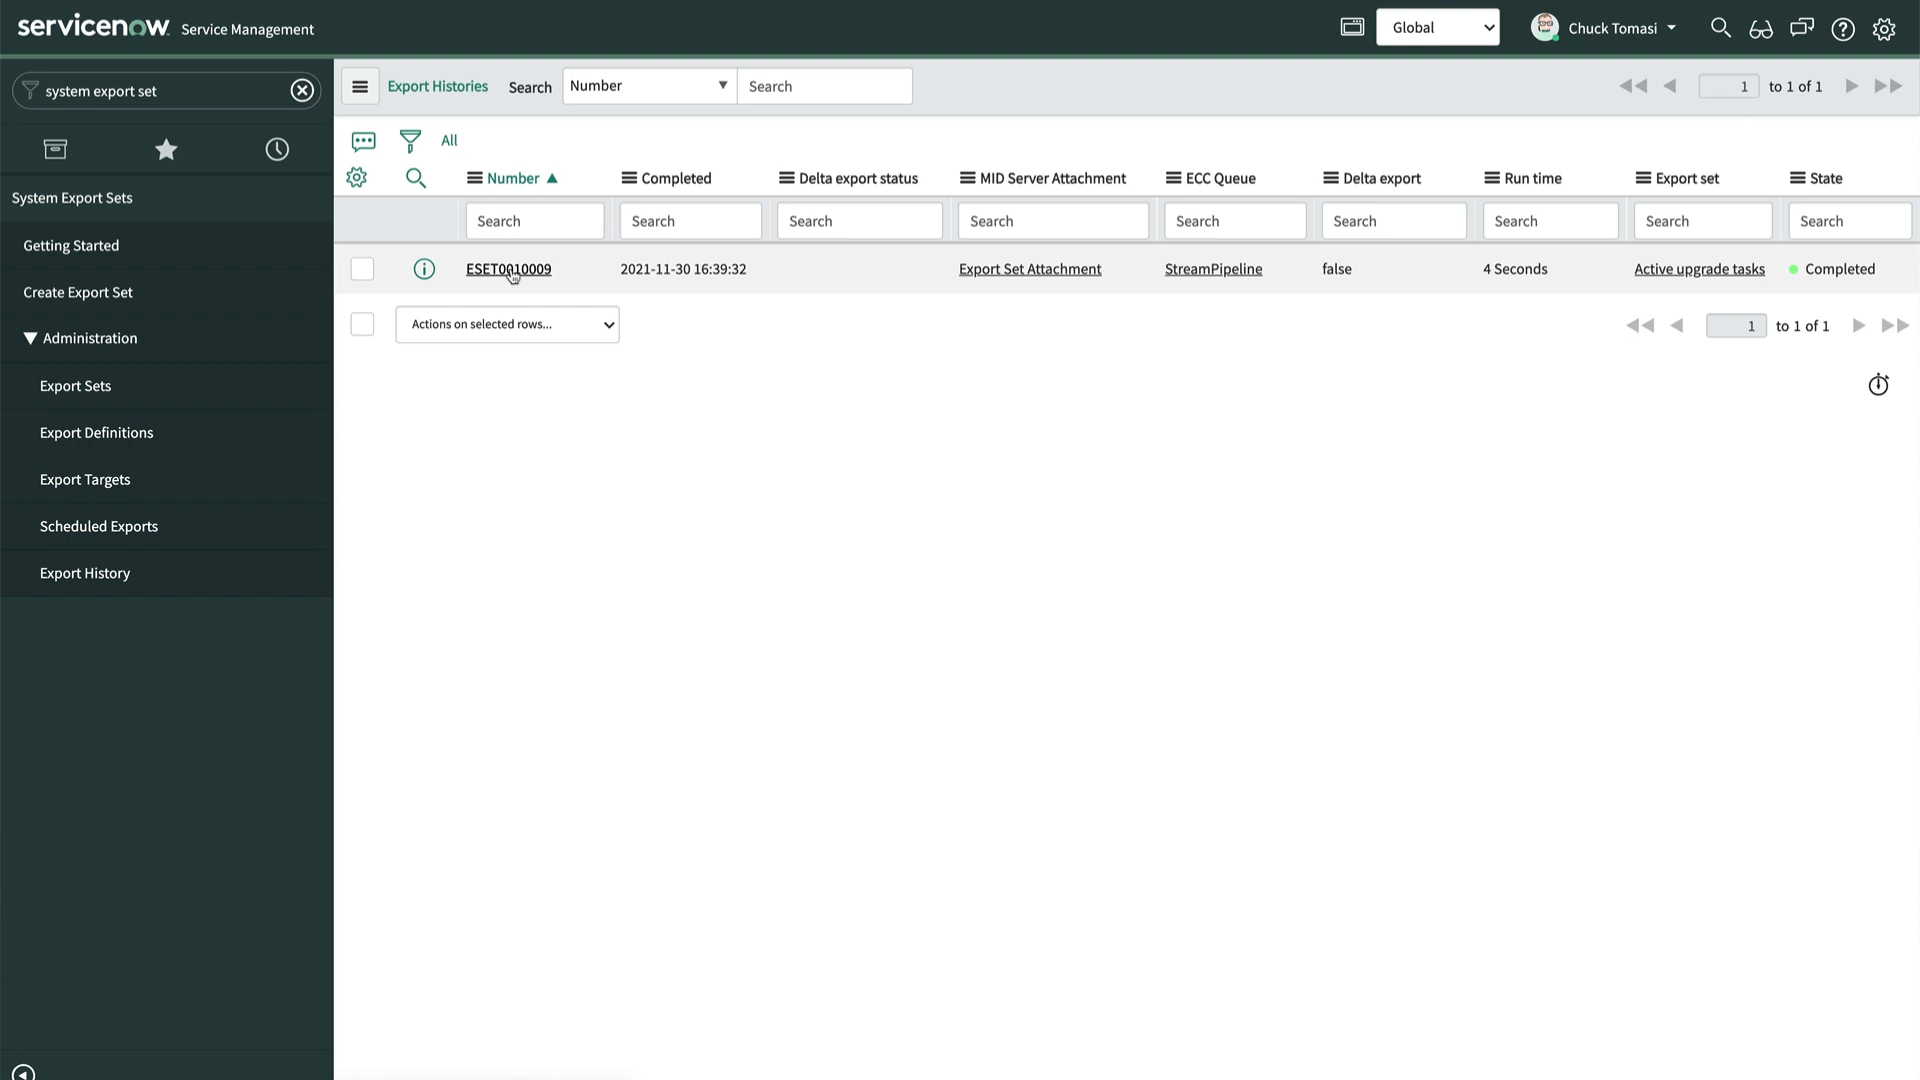 servicenow Service Management Global Chuck Tomasi
system export set
System Export Sets
Getting Started
Create Export Set
Administration
Export Sets
Export Definitions
Export Targets
Scheduled Exports
Export History
Export Histories Search Number Search 1 to 1 of 1
All
Number Completed Delta export status MID Server Attachment ECC Queue Delta export Run time Export set State
Search Search Search Search Search Search Search Search Search
ESET0010009 2021-11-30 16:39:32 Export Set Attachment StreamPipeline false 4 Seconds Active upgrade tasks Completed
Actions on selected rows... 1 to 1 of 1